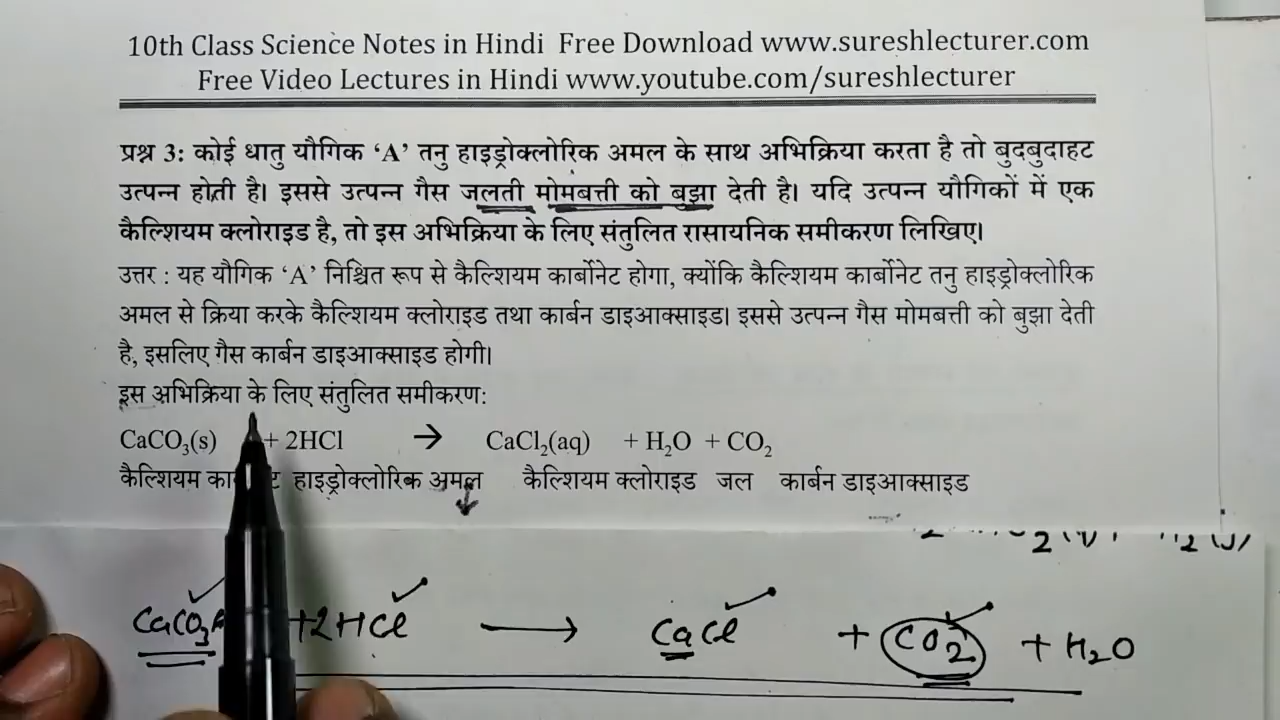 10th Class Science Notes in Hindi Free Download www.sureshlecturer.com
Free Video Lectures in Hindi www.youtube.com/sureshlecturer
प्रश्न 3: कोई धातु यौगिक ‘A’ तनु हाइड्रोक्लोरिक अमल के साथ अभिक्रिया करता है तो बुदबुदाहट
उत्पन्न होती है। इससे उत्पन्न गैस जलती मोमबत्ती को बुझा देती है। यदि उत्पन्न यौगिकों में एक
कैल्शियम क्लोराइड है, तो इस अभिक्रिया के लिए संतुलित रासायनिक समीकरण लिखिए।
उत्तर : यह यौगिक ‘A’ निश्चित रूप से कैल्शियम कार्बोनेट होगा, क्योंकि कैल्शियम कार्बोनेट तनु हाइड्रोक्लोरिक
अमल से क्रिया करके कैल्शियम क्लोराइड तथा कार्बन डाइआक्साइड। इससे उत्पन्न गैस मोमबत्ती को बुझा देती
है, इसलिए गैस कार्बन डाइआक्साइड होगी।
इस अभिक्रिया के लिए संतुलित समीकरण:
CaCO₃(s) + 2HCl → CaCl₂(aq) + H₂O + CO₂
कैल्शियम हाइड्रोक्लोरिक अमल कैल्शियम क्लोराइड जल कार्बन डाइआक्साइड
CaCO₃ +2HCl → CaCl + CO₂ + H₂O